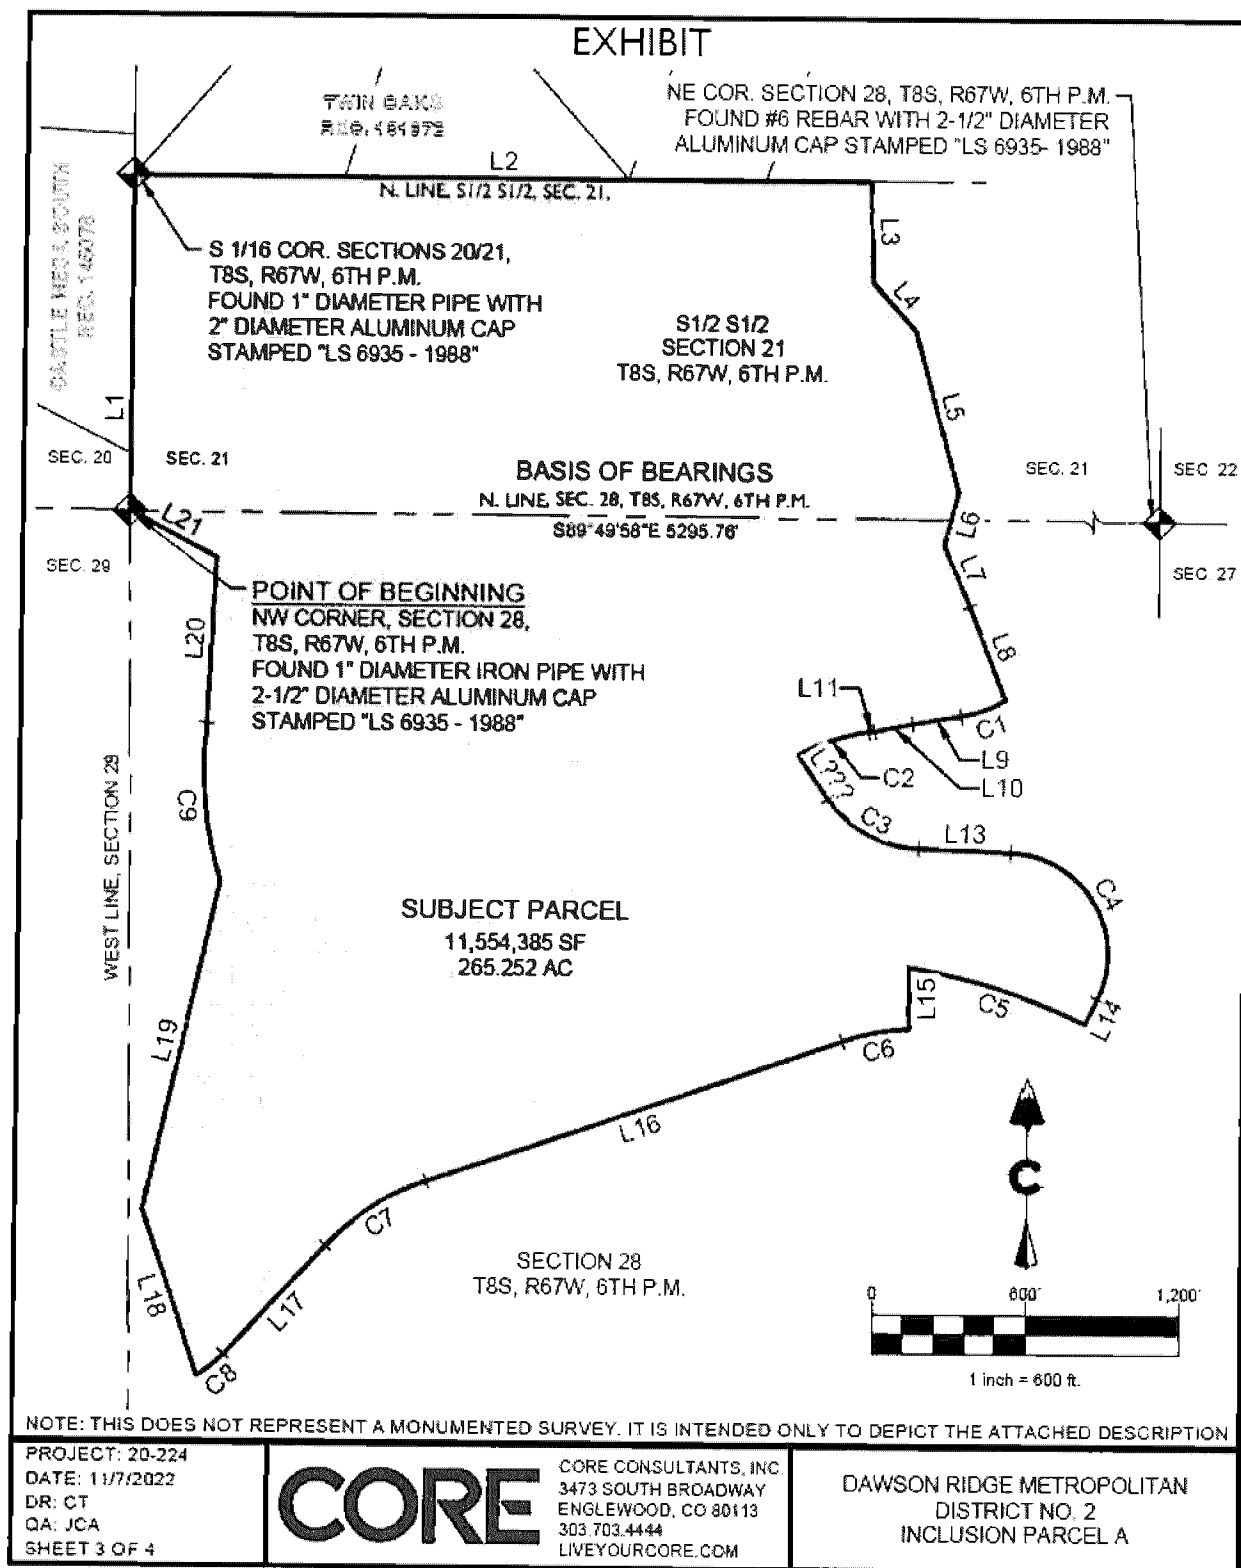 EXHIBIT
TWIN OAKS
REC. 181972
NE COR. SECTION 28, T8S, R67W, 6TH P.M.
FOUND #6 REBAR WITH 2-1/2" DIAMETER
ALUMINUM CAP STAMPED "LS 6935- 1988"
L2
N. LINE, S1/2 S1/2, SEC. 21,
L3
L4
S 1/16 COR. SECTIONS 20/21,
T8S, R67W, 6TH P.M.
FOUND 1" DIAMETER PIPE WITH
2" DIAMETER ALUMINUM CAP
STAMPED "LS 6935 - 1988"
CASTLE MESA SOUTH
REC.
L1
S1/2 S1/2
SECTION 21
T8S, R67W, 6TH P.M.
L5
SEC. 20
SEC. 21
BASIS OF BEARINGS
N. LINE, SEC. 28, T8S, R67W, 6TH P.M.
S89°49'58"E 5295.76'
SEC. 21
SEC. 22
L21
L6
L7
SEC. 29
SEC. 27
POINT OF BEGINNING
NW CORNER, SECTION 28,
T8S, R67W, 6TH P.M.
FOUND 1" DIAMETER IRON PIPE WITH
2-1/2" DIAMETER ALUMINUM CAP
STAMPED "LS 6935 - 1988"
L20
L8
L11
C1
L9
L10
C2
L???
C3
L13
C4
C9
WEST LINE, SECTION 29
SUBJECT PARCEL
11,554,385 SF
265.252 AC
L15
C5
L14
C6
L19
L16
C7
C
L18
L17
C8
SECTION 28
T8S, R67W, 6TH P.M.
0
600'
1,200'
1 inch = 600 ft.
NOTE: THIS DOES NOT REPRESENT A MONUMENTED SURVEY. IT IS INTENDED ONLY TO DEPICT THE ATTACHED DESCRIPTION
PROJECT: 20-224
DATE: 11/7/2022
DR: CT
QA: JCA
SHEET 3 OF 4
CORE
CORE CONSULTANTS, INC.
3473 SOUTH BROADWAY
ENGLEWOOD, CO 80113
303.703.4444
LIVEYOURCORE.COM
DAWSON RIDGE METROPOLITAN
DISTRICT NO. 2
INCLUSION PARCEL A